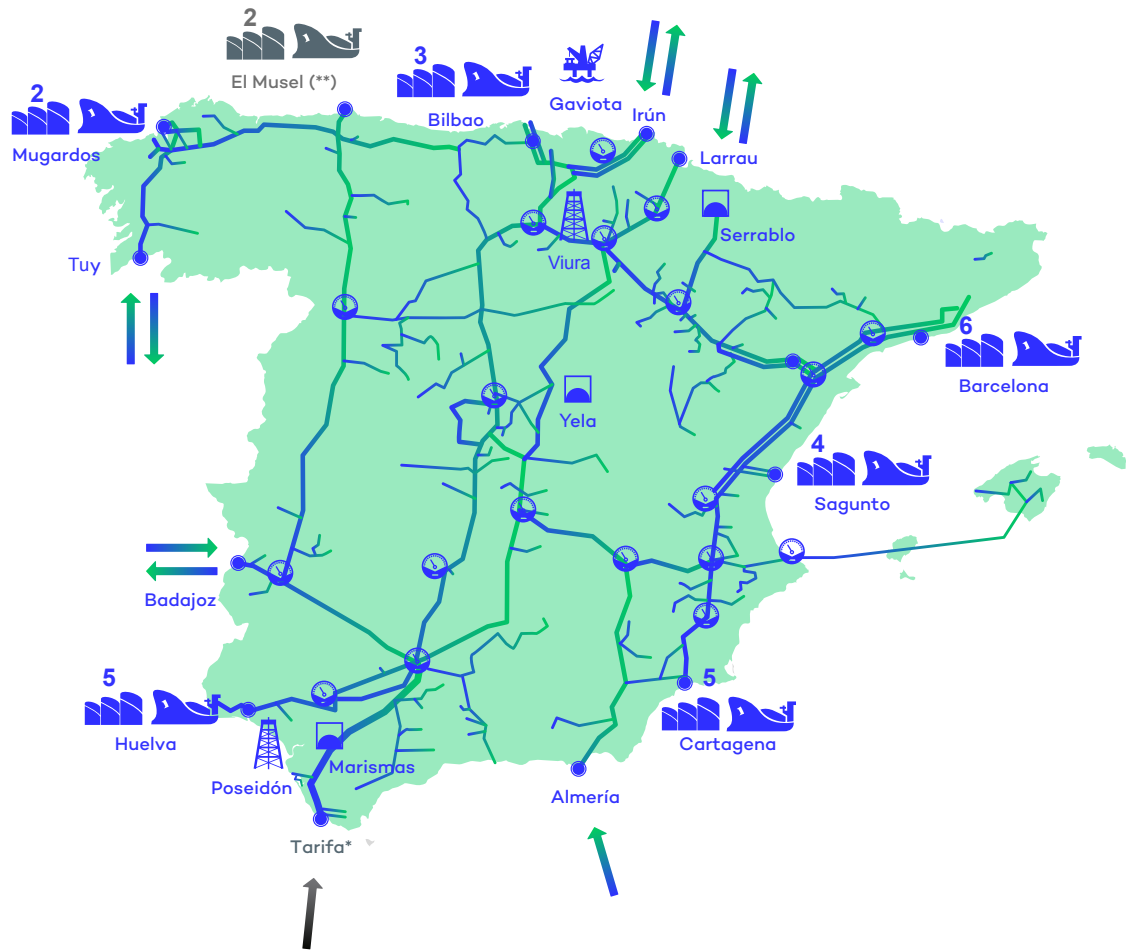 2
El Musel (**)
3
Bilbao
Gaviota
Irún
2
Mugardos
Larrau
Serrablo
Viura
Tuy
6
Barcelona
Yela
4
Sagunto
Badajoz
5
Huelva
5
Cartagena
Poseidón
Marismas
Almería
Tarifa*